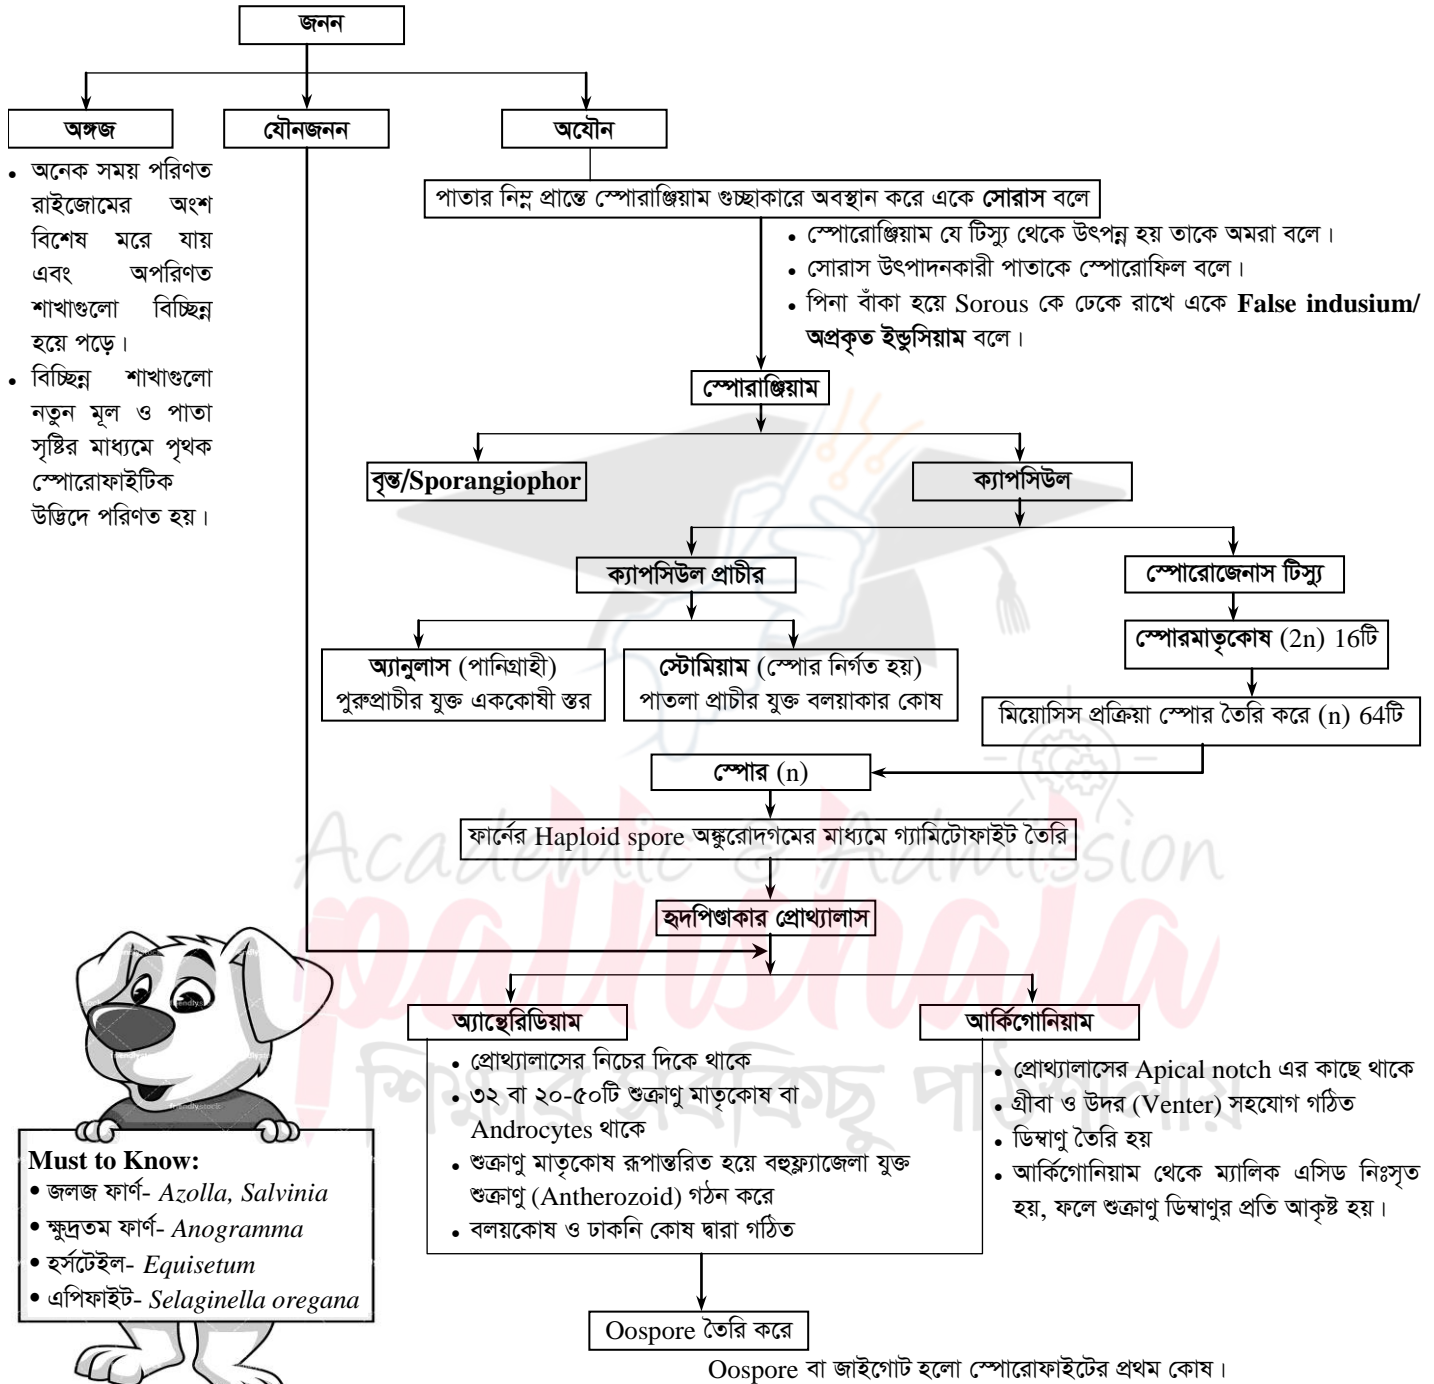 জনন
অঙ্গজ
যৌনজনন
অযৌন
• অনেক সময় পরিণত
রাইজোমের অংশ
বিশেষ মরে যায়
এবং অপরিণত
শাখাগুলো বিচ্ছিন্ন
হয়ে পড়ে।
• বিচ্ছিন্ন শাখাগুলো
নতুন মূল ও পাতা
সৃষ্টির মাধ্যমে পৃথক
স্পোরোফাইটিক
উদ্ভিদে পরিণত হয়।
পাতার নিম্ন প্রান্তে স্পোরাঞ্জিয়াম গুচ্ছাকারে অবস্থান করে একে সোরাস বলে
• স্পোরোঞ্জিয়াম যে টিস্যু থেকে উৎপন্ন হয় তাকে অমরা বলে।
• সোরাস উৎপাদনকারী পাতাকে স্পোরোফিল বলে।
• পিনা বাঁকা হয়ে Sorous কে ঢেকে রাখে একে False indusium/
অপ্রকৃত ইন্ডুসিয়াম বলে।
স্পোরাঞ্জিয়াম
বৃন্ত/Sporangiophor
ক্যাপসিউল
ক্যাপসিউল প্রাচীর
স্পোরোজেনাস টিস্যু
অ্যানুলাস (পানিগ্রাহী)
পুরুপ্রাচীর যুক্ত এককোষী স্তর
স্টোমিয়াম (স্পোর নির্গত হয়)
পাতলা প্রাচীর যুক্ত বলয়াকার কোষ
স্পোরমাতৃকোষ (2n) 16টি
মিয়োসিস প্রক্রিয়া স্পোর তৈরি করে (n) 64টি
স্পোর (n)
ফার্নের Haploid spore অঙ্কুরোদগমের মাধ্যমে গ্যামিটোফাইট তৈরি
হৃদপিণ্ডাকার প্রোথ্যালাস
অ্যান্থেরিডিয়াম
আর্কিগোনিয়াম
• প্রোথ্যালাসের নিচের দিকে থাকে
• ৩২ বা ২০-৫০টি শুক্রাণু মাতৃকোষ বা
Androcytes থাকে
• শুক্রাণু মাতৃকোষ রূপান্তরিত হয়ে বহুফ্ল্যাজেলা যুক্ত
শুক্রাণু (Antherozoid) গঠন করে
• বলয়কোষ ও ঢাকনি কোষ দ্বারা গঠিত
• প্রোথ্যালাসের Apical notch এর কাছে থাকে
• গ্রীবা ও উদর (Venter) সহযোগ গঠিত
• ডিম্বাণু তৈরি হয়
• আর্কিগোনিয়াম থেকে ম্যালিক এসিড নিঃসৃত
হয়, ফলে শুক্রাণু ডিম্বাণুর প্রতি আকৃষ্ট হয়।
Must to Know:
• জলজ ফার্ণ- Azolla, Salvinia
• ক্ষুদ্রতম ফার্ণ- Anogramma
• হর্সটেইল- Equisetum
• এপিফাইট- Selaginella oregana
Oospore তৈরি করে
Oospore বা জাইগোট হলো স্পোরোফাইটের প্রথম কোষ।
Academic & Admission
pathshala
শিক্ষার সবকিছু পাঠশালায়